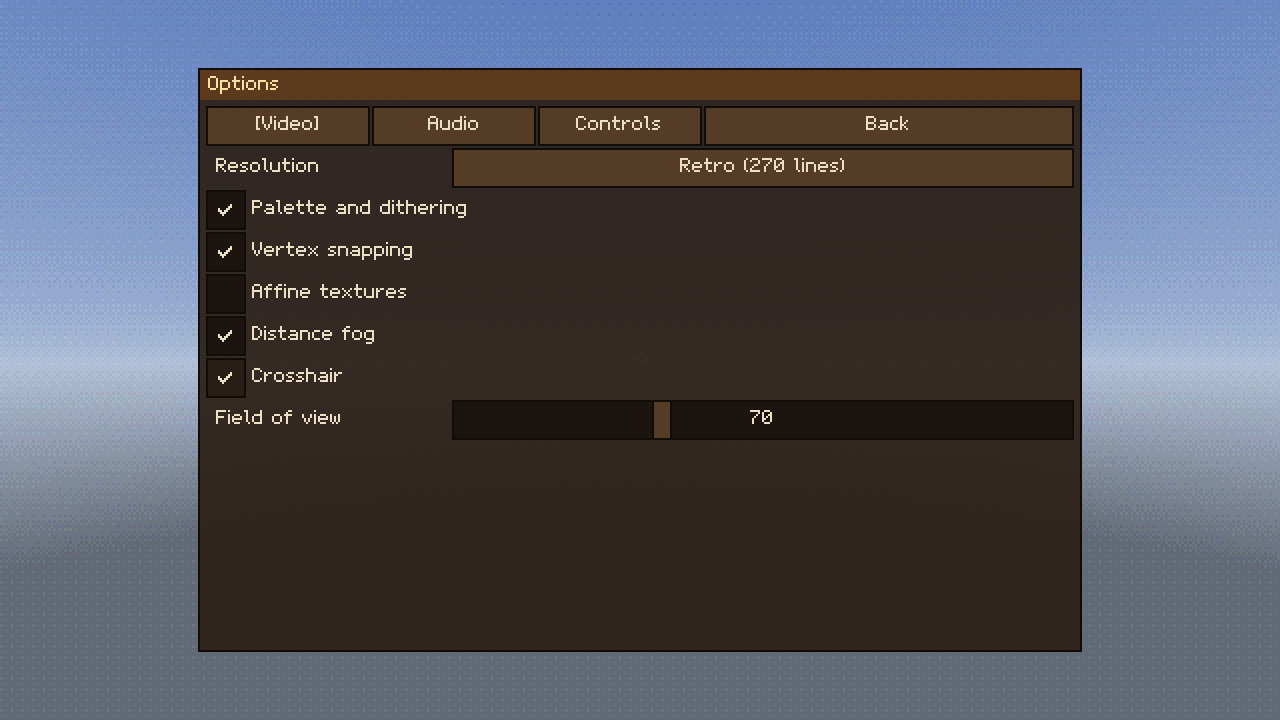 Options
[Video] Audio Controls Back
Resolution Retro (270 lines)
Palette and dithering
Vertex snapping
Affine textures
Distance fog
Crosshair
Field of view 70